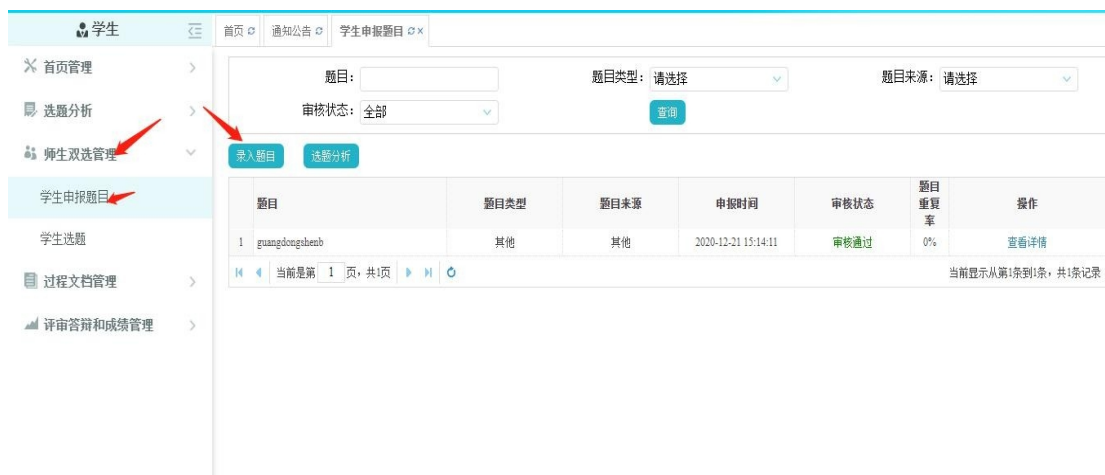 学生
首页 通知公告 学生申报题目
首页管理
选题分析
师生双选管理
学生申报题目
学生选题
过程文档管理
评审答辩和成绩管理
题目： 题目类型：请选择 题目来源：请选择
审核状态：全部 查询
录入题目 选题分析
题目 题目类型 题目来源 申报时间 审核状态 题目重复率 操作
1 guangdongshenb 其他 其他 2020-12-21 15:14:11 审核通过 0% 查看详情
当前是第 1 页，共1页 当前显示从第1条到1条，共1条记录